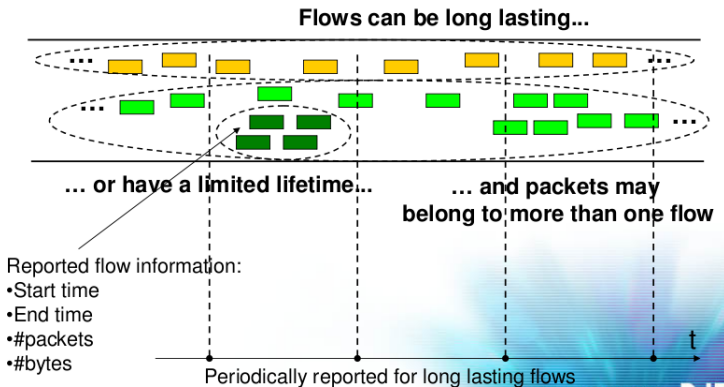 Flows can be long lasting...
...
...
...
...
... or have a limited lifetime...
... and packets may
belong to more than one flow
Reported flow information:
•Start time
•End time
•#packets
•#bytes
t
Periodically reported for long lasting flows